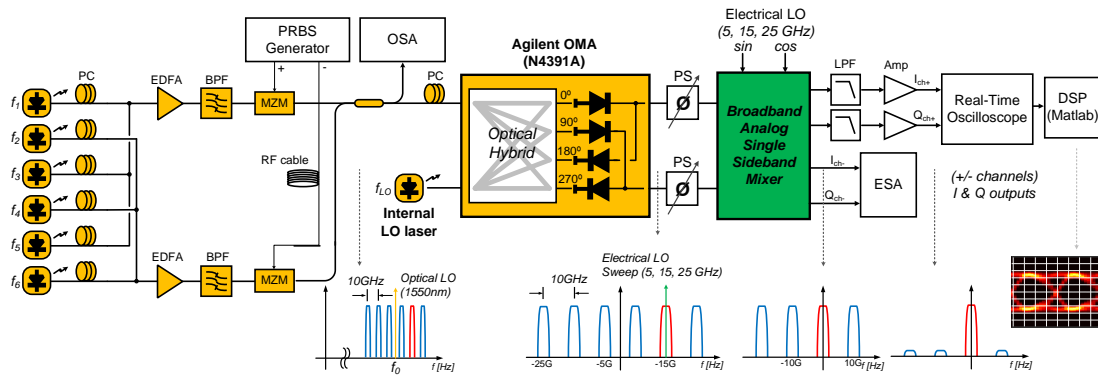 PRBS
Generator
+
-
OSA
Agilent OMA
(N4391A)
Electrical LO
(5, 15, 25 GHz)
sin
cos
PC
EDFA
BPF
MZM
PC
0º
90º
180º
270º
Optical
Hybrid
PS
ϕ
PS
ϕ
Broadband
Analog
Single
Sideband
Mixer
LPF
Amp
Ich+
Qch+
Ich-
Qch-
Real-Time
Oscilloscope
DSP
(Matlab)
ESA
(+/- channels)
I & Q outputs
f1
f2
f3
f4
f5
f6
RF cable
fLO
Internal
LO laser
EDFA
BPF
MZM
10GHz
Optical LO
(1550nm)
f0
f [Hz]
Electrical LO
Sweep (5, 15, 25 GHz)
10GHz
-25G
-5G
-15G
f [Hz]
-10G
10G
f [Hz]
f [Hz]